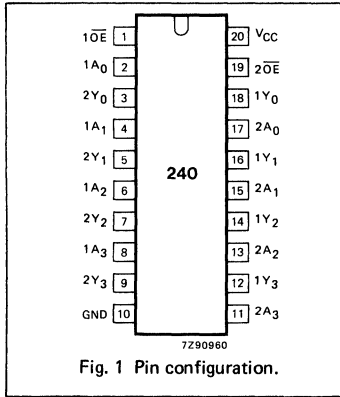 1O̅E̅ 1 20 VCC
1A0 2 19 2O̅E̅
2Y0 3 18 1Y0
1A1 4 17 2A0
2Y1 5 16 1Y1
240
1A2 6 15 2A1
2Y2 7 14 1Y2
1A3 8 13 2A2
2Y3 9 12 1Y3
GND 10 11 2A3
7Z90960
Fig. 1 Pin configuration.